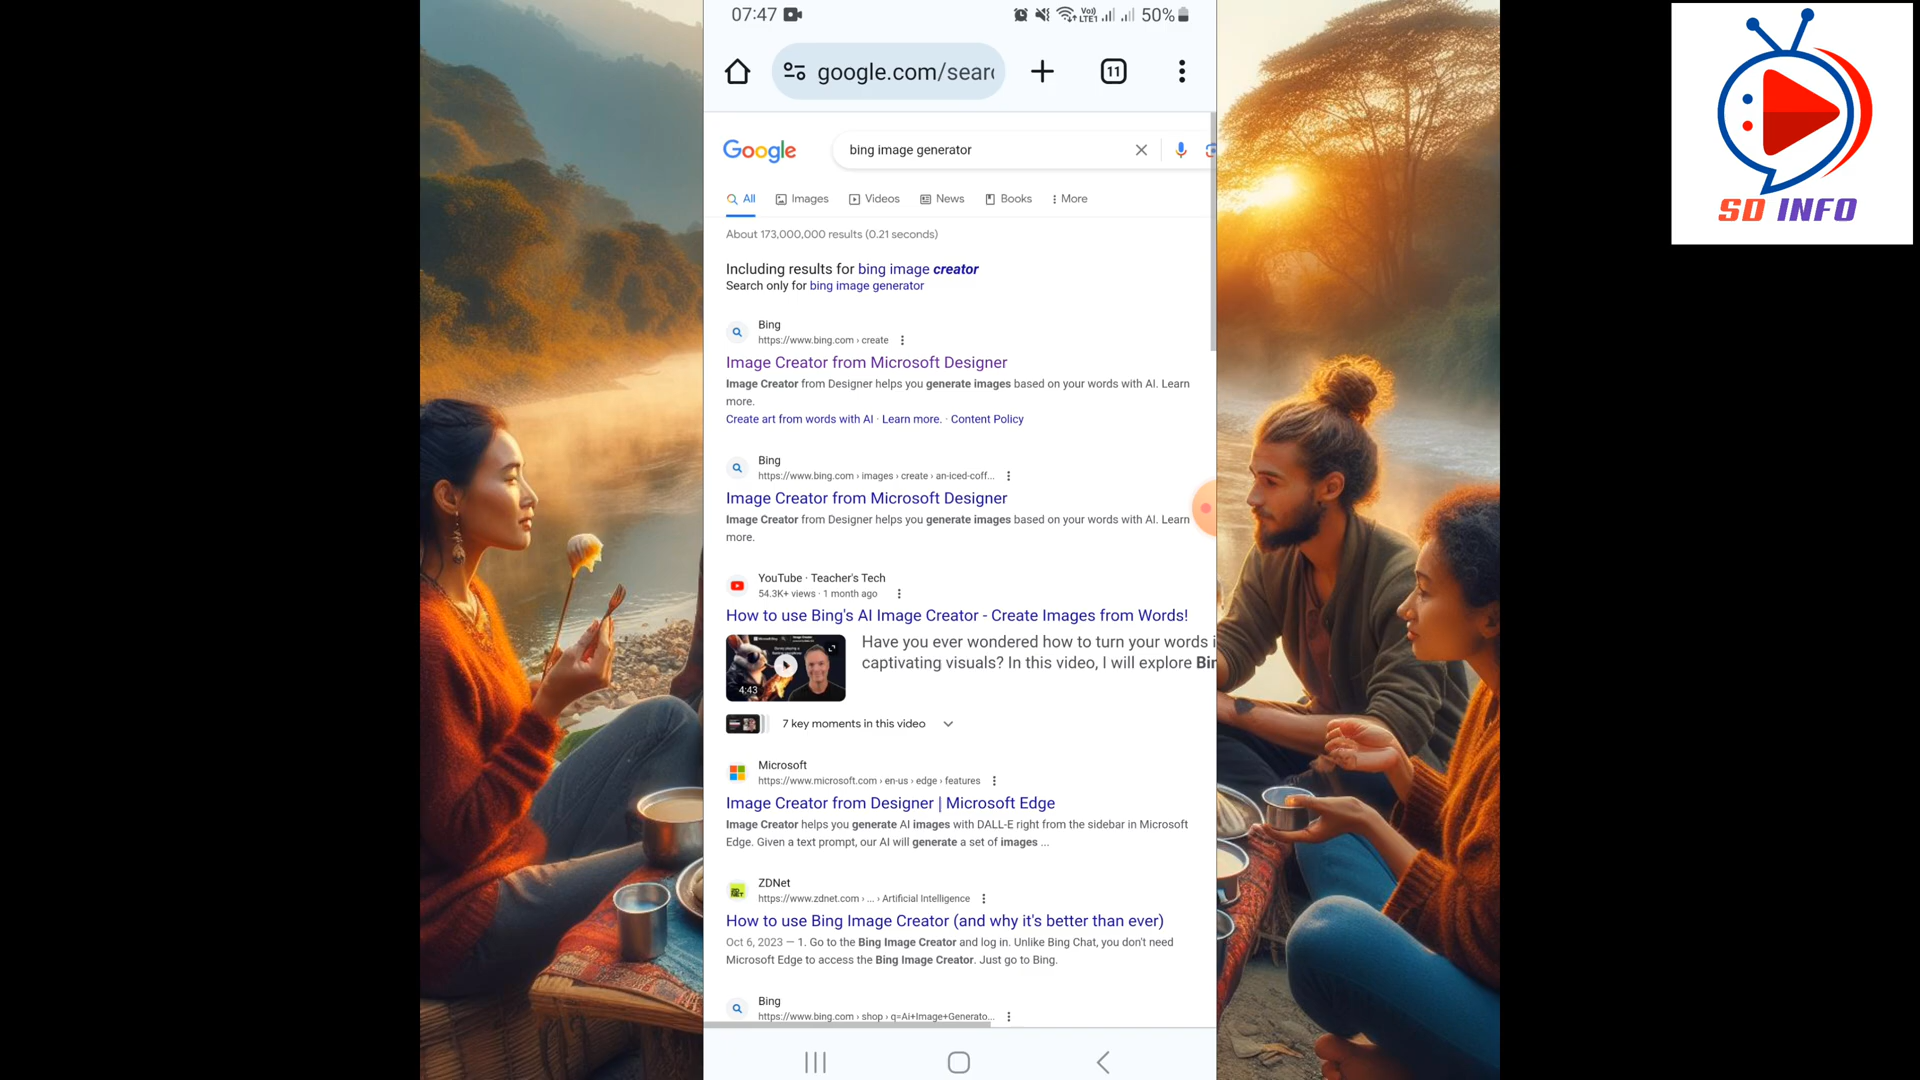 07:47
Vo)) LTE1
50%
google.com/sear
11
SD INFO
Google
bing image generator
All
Images
Videos
News
Books
More
About 173,000,000 results (0.21 seconds)
Including results for bing image creator
Search only for bing image generator
Bing
https://www.bing.com › create
Image Creator from Microsoft Designer
Image Creator from Designer helps you generate images based on your words with AI. Learn
more.
Create art from words with AI · Learn more. · Content Policy
Bing
https://www.bing.com › images › create › an-iced-coff...
Image Creator from Microsoft Designer
Image Creator from Designer helps you generate images based on your words with AI. Learn
more.
YouTube · Teacher's Tech
54.3K+ views · 1 month ago
How to use Bing's AI Image Creator - Create Images from Words!
Have you ever wondered how to turn your words i
captivating visuals? In this video, I will explore Bin
4:43
7 key moments in this video
Microsoft
https://www.microsoft.com › en-us › edge › features
Image Creator from Designer | Microsoft Edge
Image Creator helps you generate AI images with DALL-E right from the sidebar in Microsoft
Edge. Given a text prompt, our AI will generate a set of images ...
ZDNet
https://www.zdnet.com › ... › Artificial Intelligence
How to use Bing Image Creator (and why it's better than ever)
Oct 6, 2023 — 1. Go to the Bing Image Creator and log in. Unlike Bing Chat, you don't need
Microsoft Edge to access the Bing Image Creator. Just go to Bing.
Bing
https://www.bing.com › shop › q=Ai+Image+Generato...